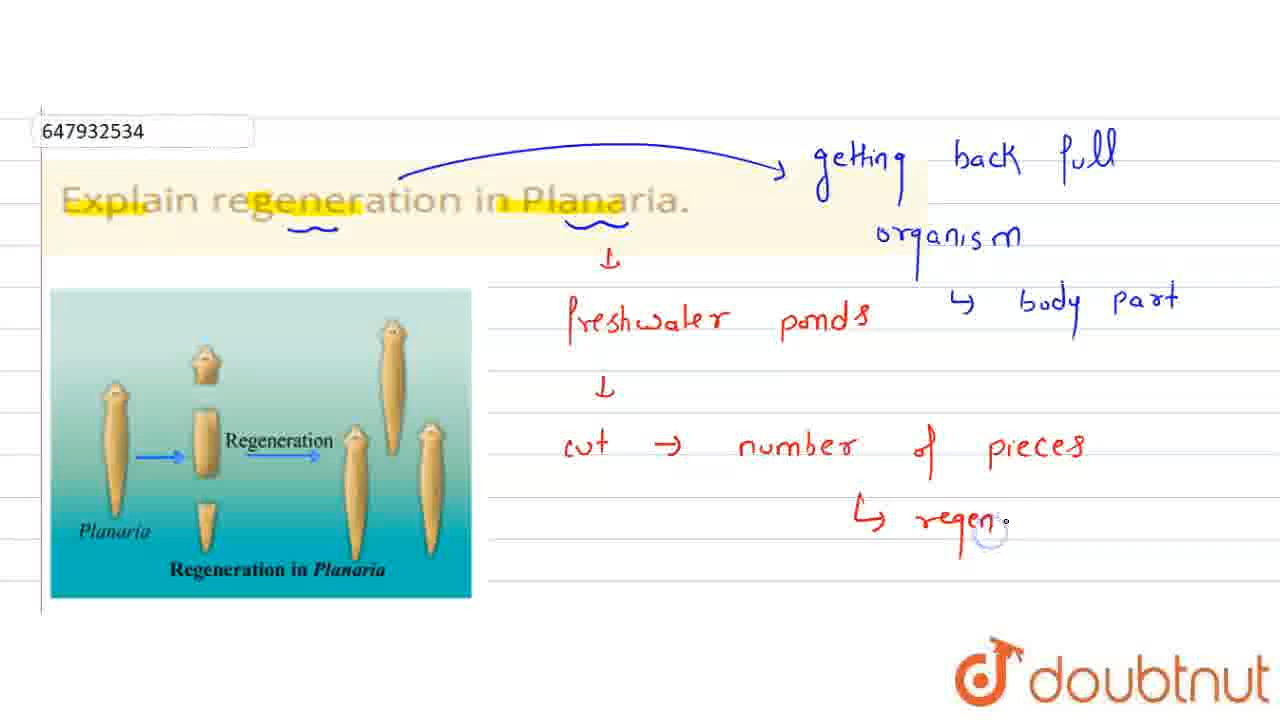 647932534
Explain regeneration in Planaria.
getting back full
organism
↳ body part
↓
freshwater ponds
↓
cut → number of pieces
↳ regen
Regeneration
Planaria
Regeneration in Planaria
doubtnut